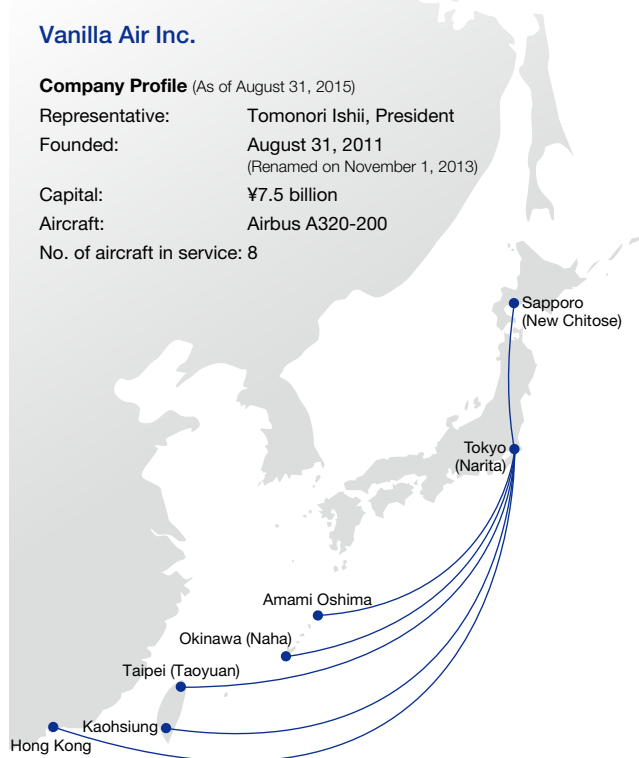 Vanilla Air Inc.
Company Profile (As of August 31, 2015)
Representative: Tomonori Ishii, President
Founded: August 31, 2011
(Renamed on November 1, 2013)
Capital: ¥7.5 billion
Aircraft: Airbus A320-200
No. of aircraft in service: 8
Sapporo
(New Chitose)
Tokyo
(Narita)
Amami Oshima
Okinawa (Naha)
Taipei (Taoyuan)
Kaohsiung
Hong Kong